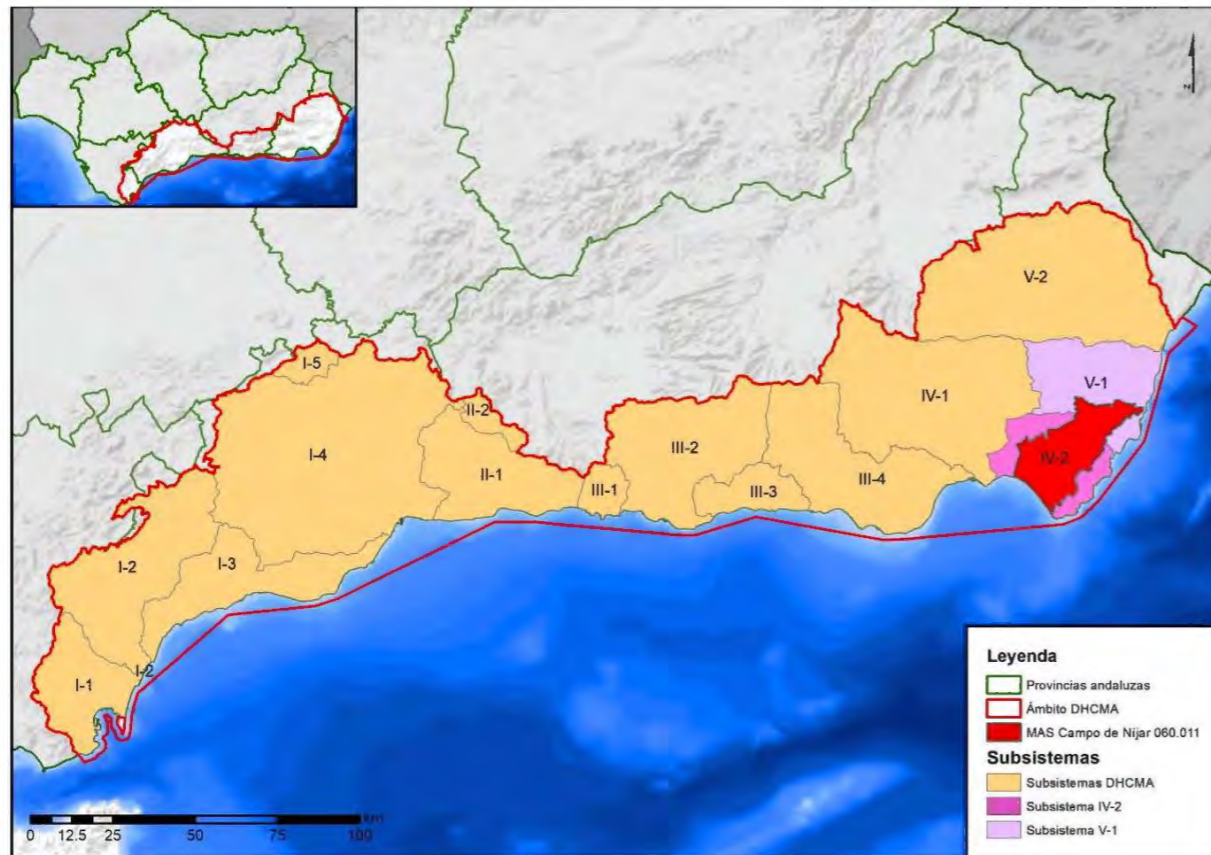 N
V-2
I-5
V-1
II-2
IV-1
I-4
III-2
IV-2
II-1
III-1
III-3
III-4
I-2
I-3
I-2
I-1
Leyenda
Provincias andaluzas
Ámbito DHCMA
MAS Campo de Níjar 060.011
Subsistemas
Subsistemas DHCMA
Subsistema IV-2
Subsistema V-1
km
0 12.5 25 50 75 100